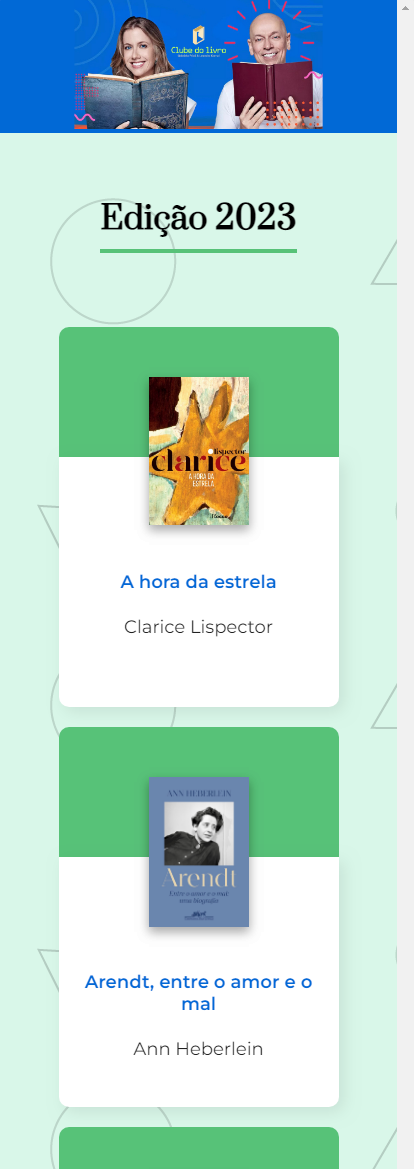 Clube do livro
Edição 2023
lispector
clarice
A HORA DA
ESTRELA
A hora da estrela
Clarice Lispector
ANN HEBERLEIN
Arendt
Entre o amor e o mal:
uma biografia
Arendt, entre o amor e o
mal
Ann Heberlein